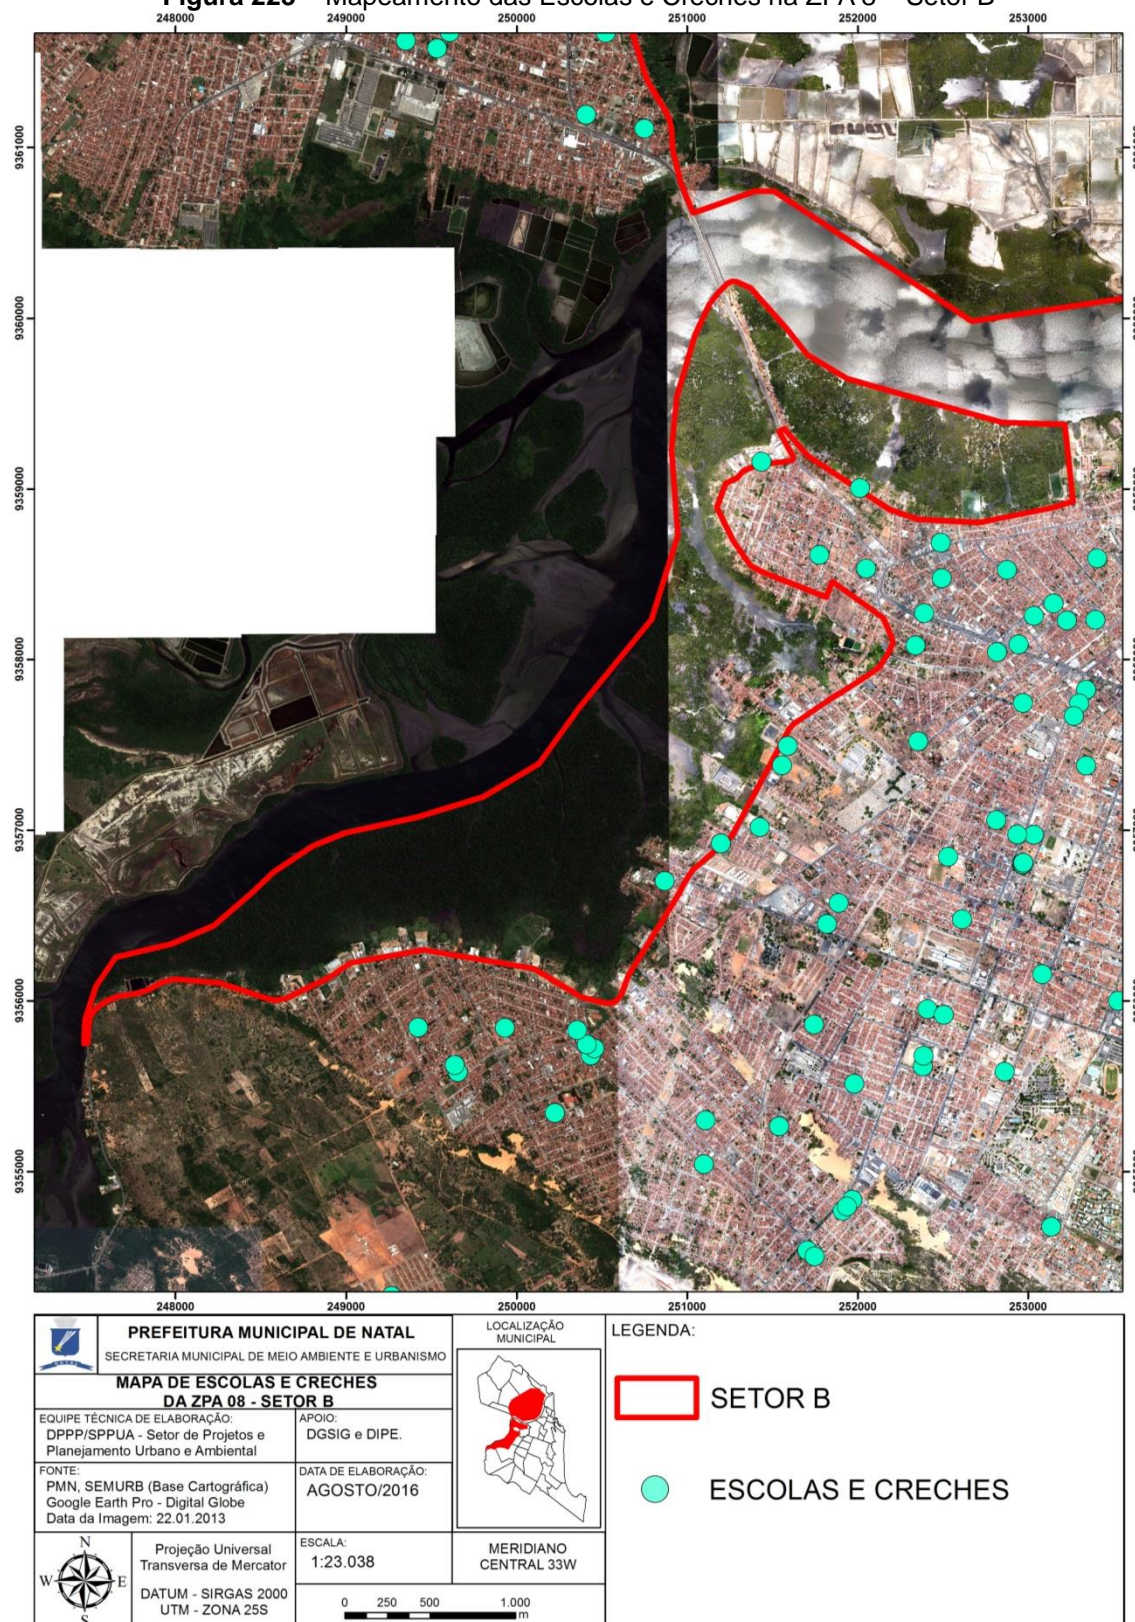 Figura 223 – Mapeamento das Escolas e Creches na ZPA 8 – Setor B
248000 249000 250000 251000 252000 253000
9361000
9360000
9359000
9358000
9357000
9356000
9355000
248000 249000 250000 251000 252000 253000
PREFEITURA MUNICIPAL DE NATAL
SECRETARIA MUNICIPAL DE MEIO AMBIENTE E URBANISMO
NATAL
MAPA DE ESCOLAS E CRECHES
DA ZPA 08 - SETOR B
EQUIPE TÉCNICA DE ELABORAÇÃO:
DPPP/SPPUA - Setor de Projetos e
Planejamento Urbano e Ambiental
APOIO:
DGSIG e DIPE.
FONTE:
PMN, SEMURB (Base Cartográfica)
Google Earth Pro - Digital Globe
Data da Imagem: 22.01.2013
DATA DE ELABORAÇÃO:
AGOSTO/2016
N
W E
S
Projeção Universal
Transversa de Mercator
DATUM - SIRGAS 2000
UTM - ZONA 25S
ESCALA:
1:23.038
0 250 500 1.000
m
LOCALIZAÇÃO
MUNICIPAL
MERIDIANO
CENTRAL 33W
LEGENDA:
SETOR B
ESCOLAS E CRECHES